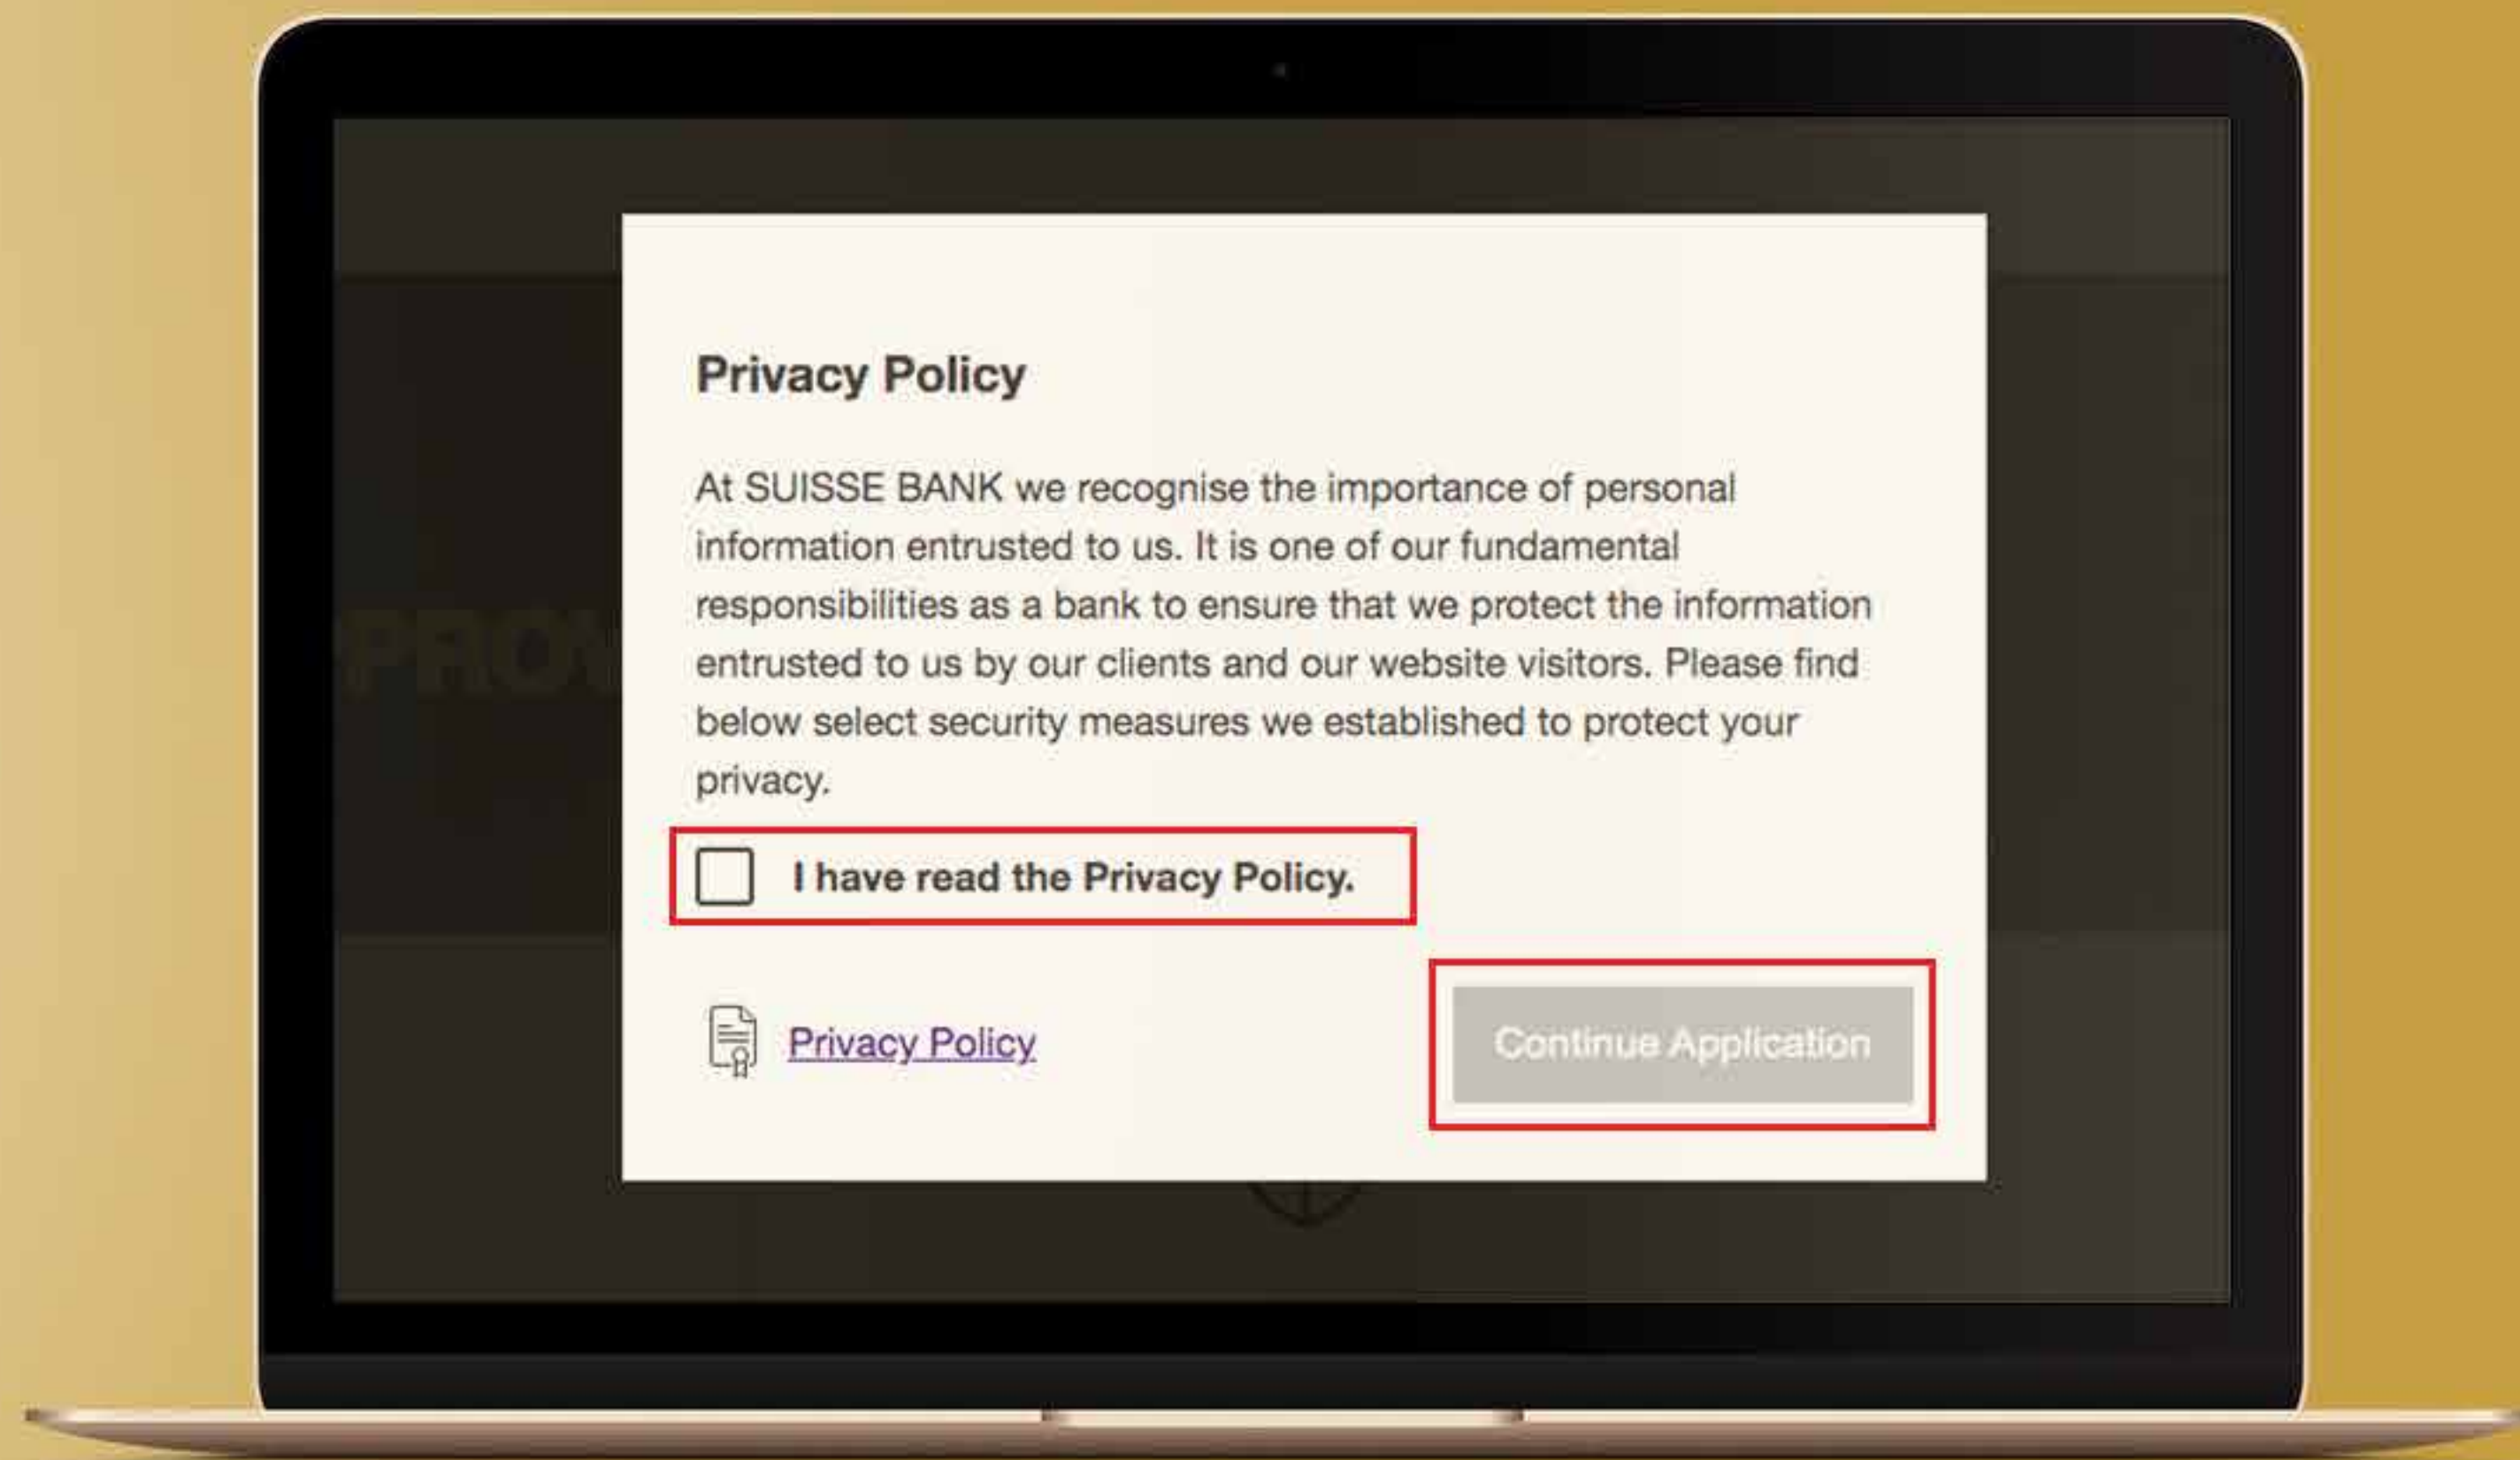 Privacy Policy
At SUISSE BANK we recognise the importance of personal
information entrusted to us. It is one of our fundamental
responsibilities as a bank to ensure that we protect the information
entrusted to us by our clients and our website visitors. Please find
below select security measures we established to protect your
privacy.
I have read the Privacy Policy.
Privacy Policy
Continue Application